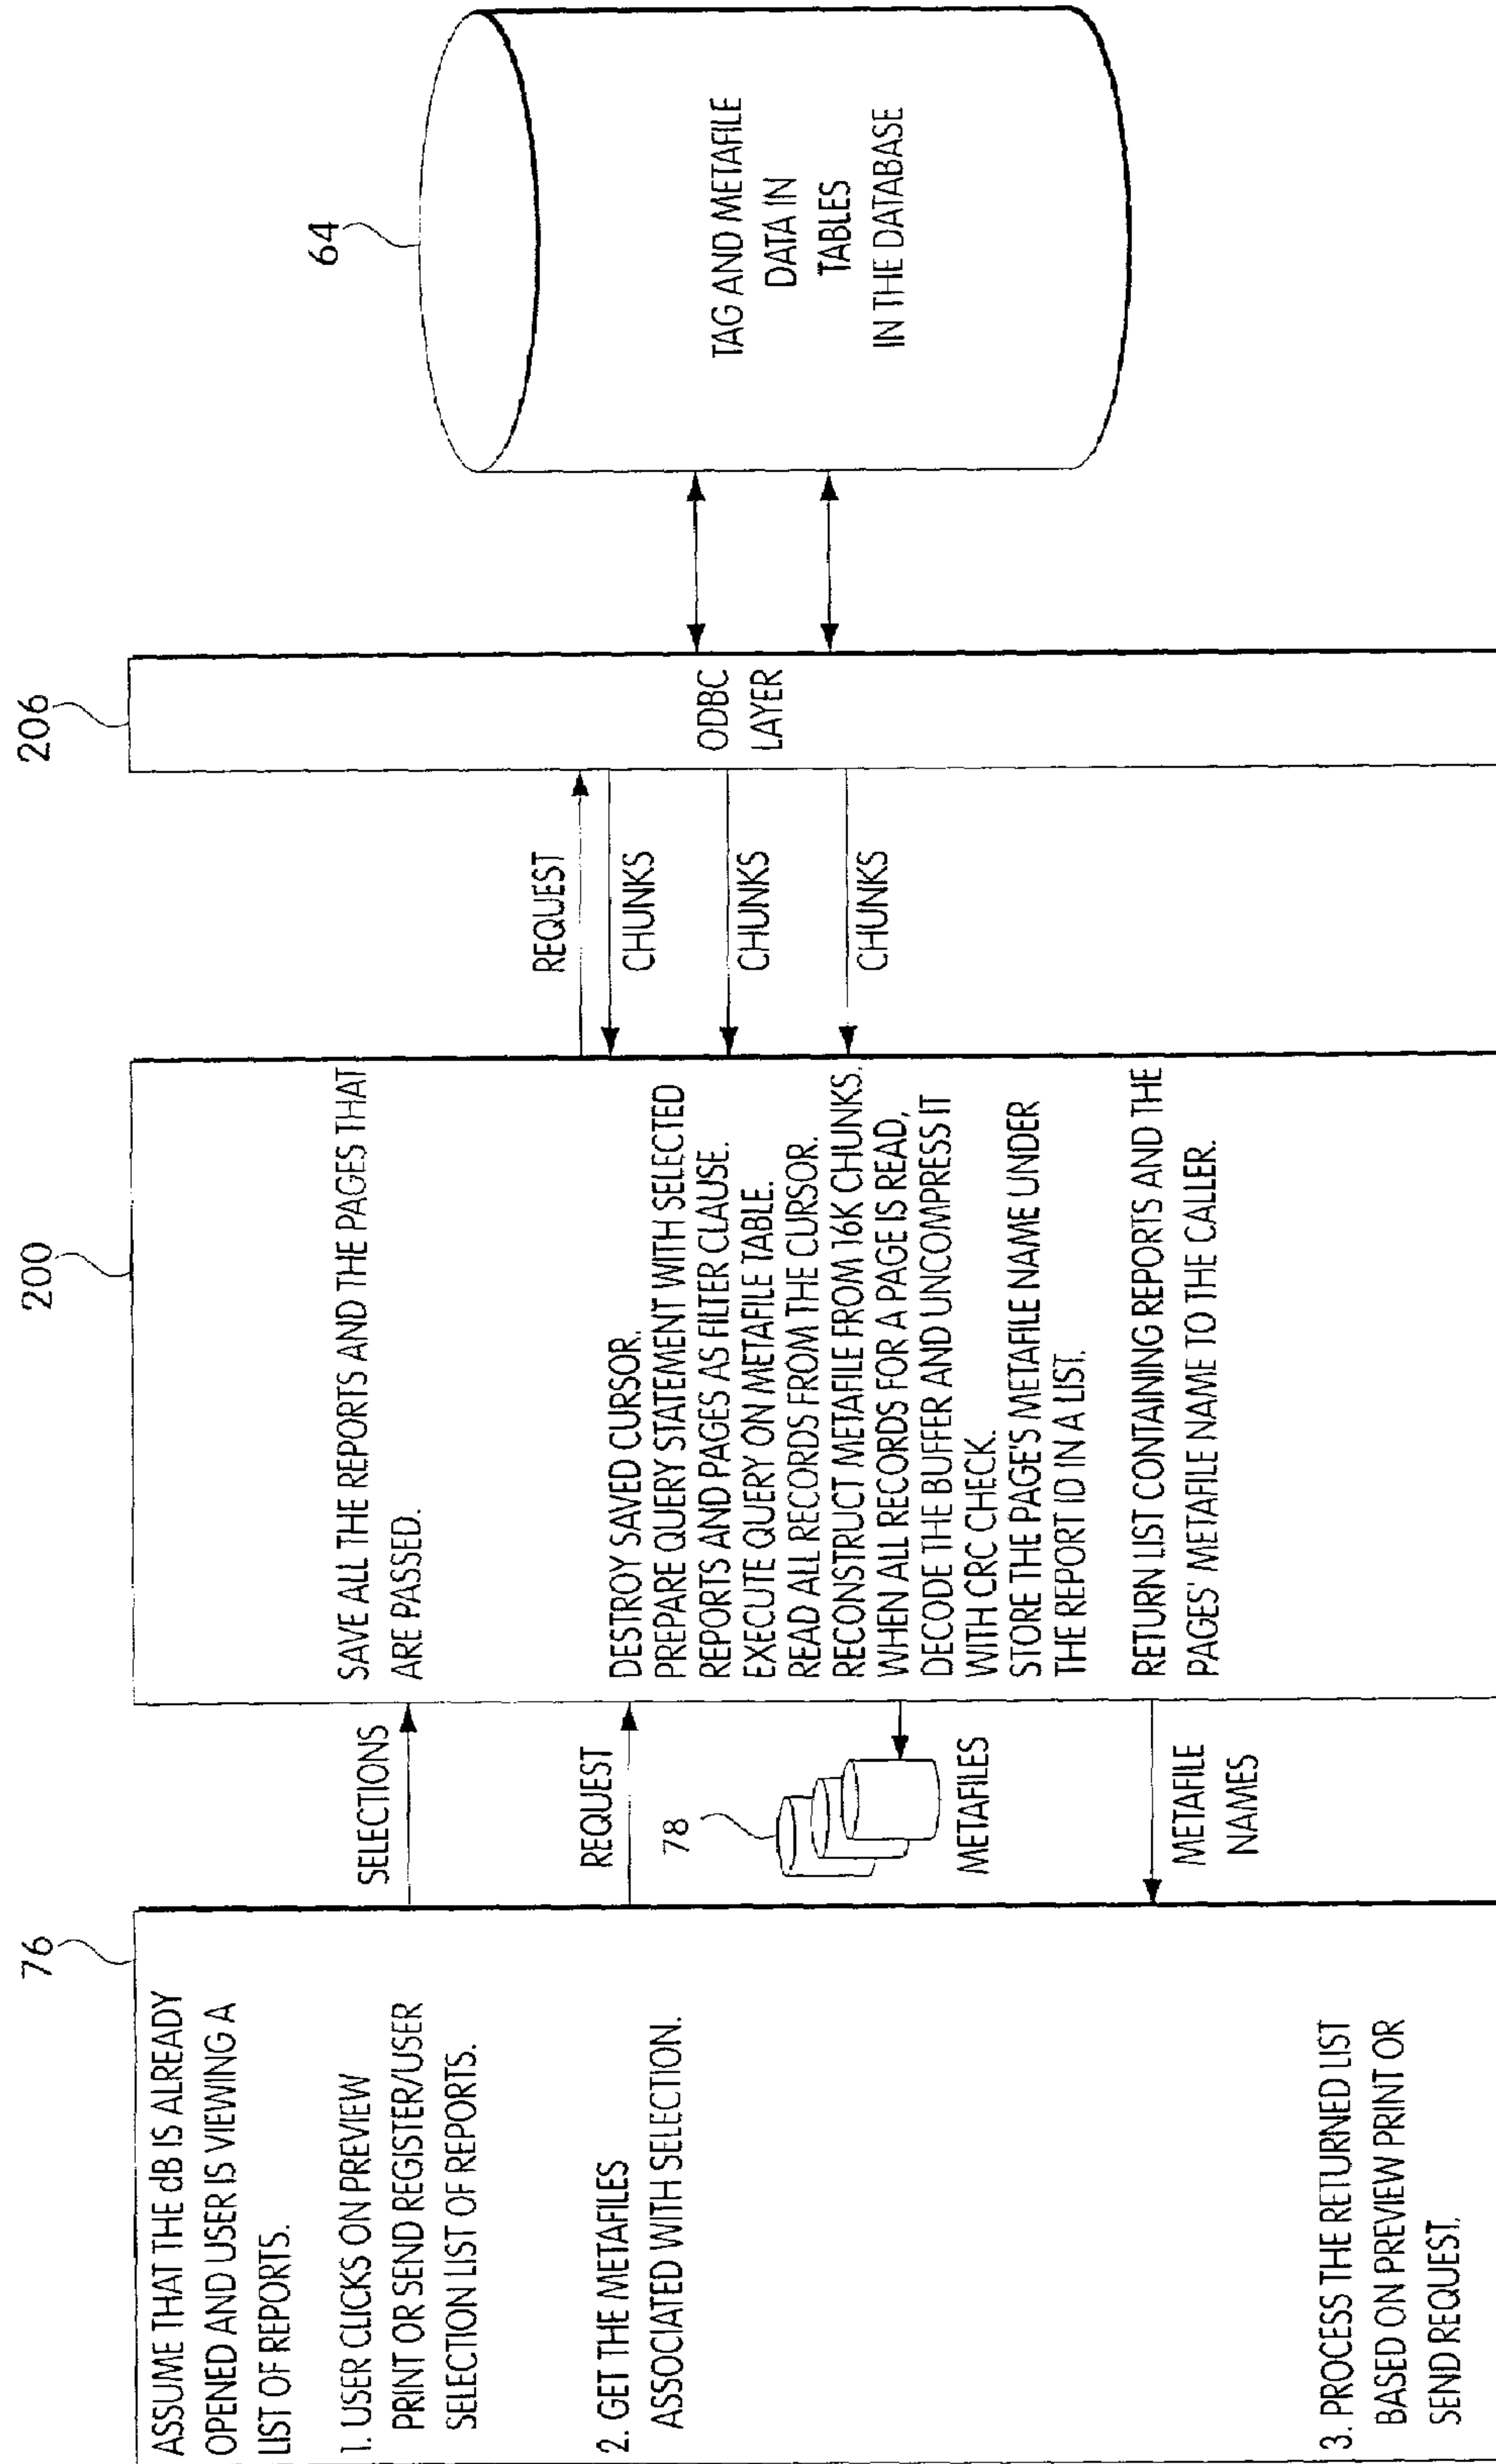 76
ASSUME THAT THE dB IS ALREADY
OPENED AND USER IS VIEWING A
LIST OF REPORTS.
1. USER CLICKS ON PREVIEW
PRINT OR SEND REGISTER/USER
SELECTION LIST OF REPORTS.
2. GET THE METAFILES
ASSOCIATED WITH SELECTION.
3. PROCESS THE RETURNED LIST
BASED ON PREVIEW PRINT OR
SEND REQUEST.
SELECTIONS
REQUEST
78
METAFILES
METAFILE
NAMES
200
SAVE ALL THE REPORTS AND THE PAGES THAT
ARE PASSED.
DESTROY SAVED CURSOR.
PREPARE QUERY STATEMENT WITH SELECTED
REPORTS AND PAGES AS FILTER CLAUSE.
EXECUTE QUERY ON METAFILE TABLE.
READ ALL RECORDS FROM THE CURSOR.
RECONSTRUCT METAFILE FROM 16K CHUNKS.
WHEN ALL RECORDS FOR A PAGE IS READ,
DECODE THE BUFFER AND UNCOMPRESS IT
WITH CRC CHECK.
STORE THE PAGE'S METAFILE NAME UNDER
THE REPORT ID IN A LIST.
RETURN LIST CONTAINING REPORTS AND THE
PAGES' METAFILE NAME TO THE CALLER.
REQUEST
CHUNKS
CHUNKS
CHUNKS
206
ODBC
LAYER
64
TAG AND METAFILE
DATA IN
TABLES
IN THE DATABASE